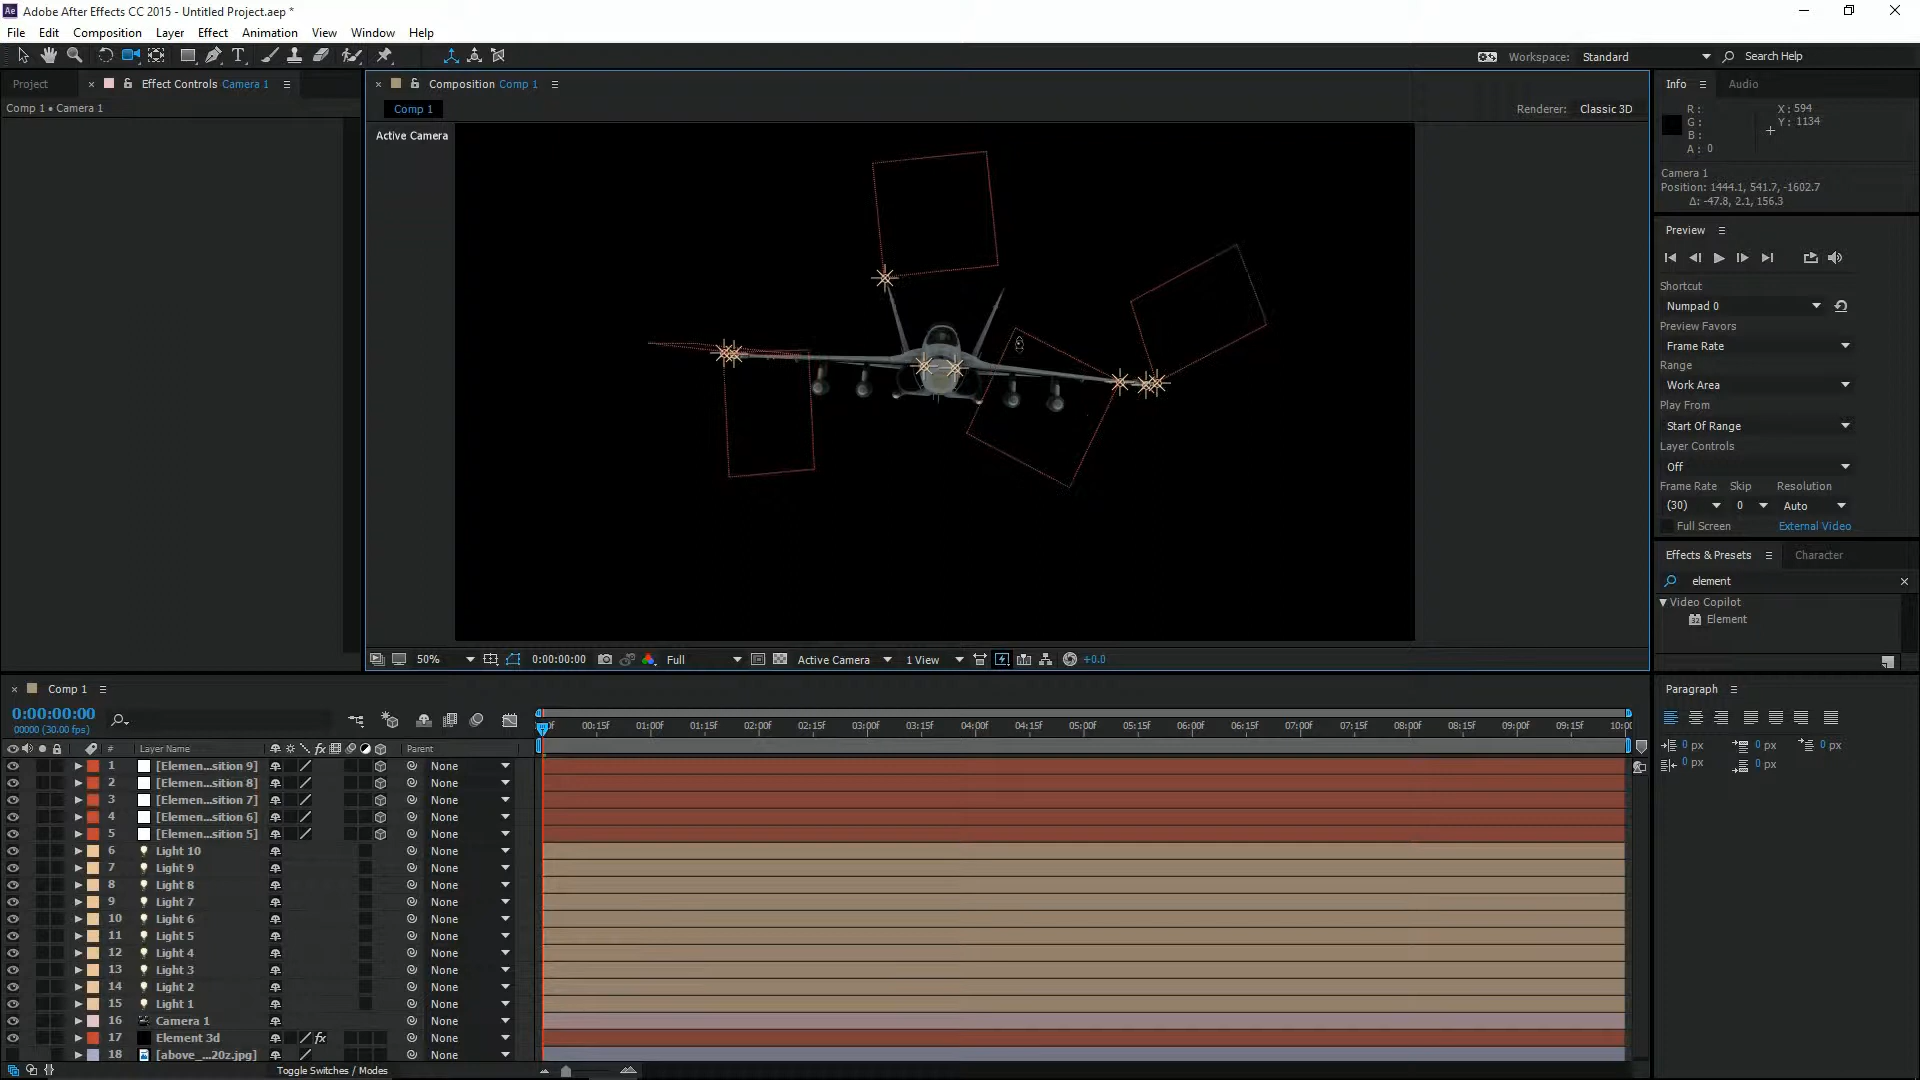 Adobe After Effects CC 2015 - Untitled Project.aep *
File Edit Composition Layer Effect Animation View Window Help
Workspace: Standard Search Help
Project Effect Controls Camera 1
Comp 1 • Camera 1
Composition Comp 1
Comp 1
Renderer: Classic 3D
Active Camera
50% 0:00:00:00 Full Active Camera 1 View +0.0
Info Audio
R: X: 594
G: Y: 1134
B:
A: 0
Camera 1
Position: 1444.1, 541.7, -1602.7
Δ: -47.8, 2.1, 156.3
Preview
Shortcut
Numpad 0
Preview Favors
Frame Rate
Range
Work Area
Play From
Start Of Range
Layer Controls
Off
Frame Rate Skip Resolution
(30) 0 Auto
Full Screen External Video
Effects & Presets Character
element
Video Copilot
32 Element
Paragraph
0 px 0 px 0 px
0 px 0 px
Comp 1
0:00:00:00
00000 (30.00 fps)
00:15f 01:00f 01:15f 02:00f 02:15f 03:00f 03:15f 04:00f 04:15f 05:00f 05:15f 06:00f 06:15f 07:00f 07:15f 08:00f 08:15f 09:00f 09:15f 10:0
# Layer Name fx Parent
1 [Elemen...sition 9] None
2 [Elemen...sition 8] None
3 [Elemen...sition 7] None
4 [Elemen...sition 6] None
5 [Elemen...sition 5] None
6 Light 10 None
7 Light 9 None
8 Light 8 None
9 Light 7 None
10 Light 6 None
11 Light 5 None
12 Light 4 None
13 Light 3 None
14 Light 2 None
15 Light 1 None
16 Camera 1 None
17 Element 3d fx None
18 [above_...20z.jpg] None
Toggle Switches / Modes